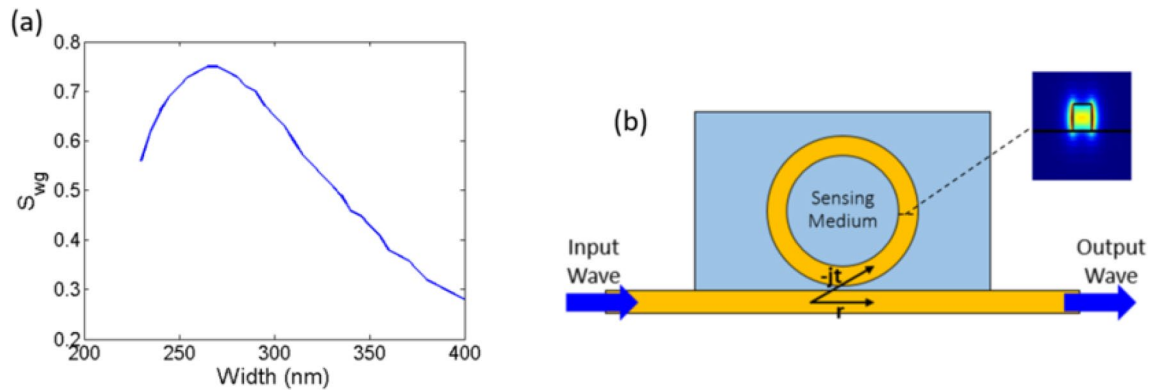 (a)
0.8
0.7
0.6
0.5
0.4
0.3
0.2
S_wg
200
250
300
350
400
Width (nm)
(b)
Sensing
Medium
Input
Wave
Output
Wave
-jt
r